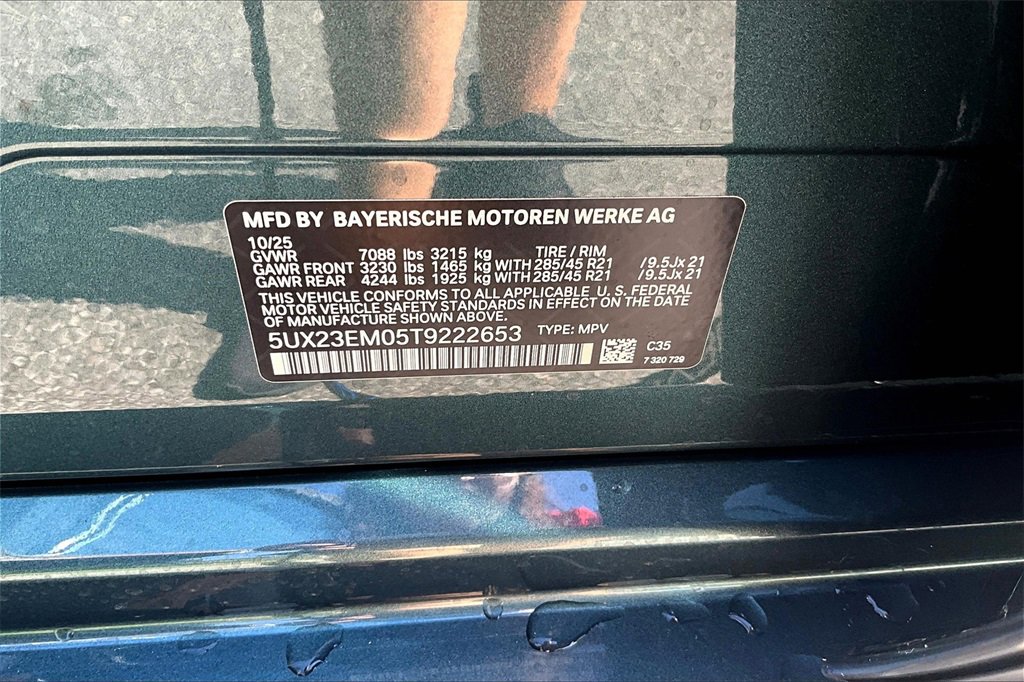 MFD BY BAYERISCHE MOTOREN WERKE AG
10/25
GVWR 7088 lbs 3215 kg TIRE / RIM
GAWR FRONT 3230 lbs 1465 kg WITH 285/45 R21 /9.5Jx 21
GAWR REAR 4244 lbs 1925 kg WITH 285/45 R21 /9.5Jx 21
THIS VEHICLE CONFORMS TO ALL APPLICABLE U. S. FEDERAL
MOTOR VEHICLE SAFETY STANDARDS IN EFFECT ON THE DATE
OF MANUFACTURE SHOWN ABOVE.
5UX23EM05T9222653 TYPE: MPV
C35
7 320 729